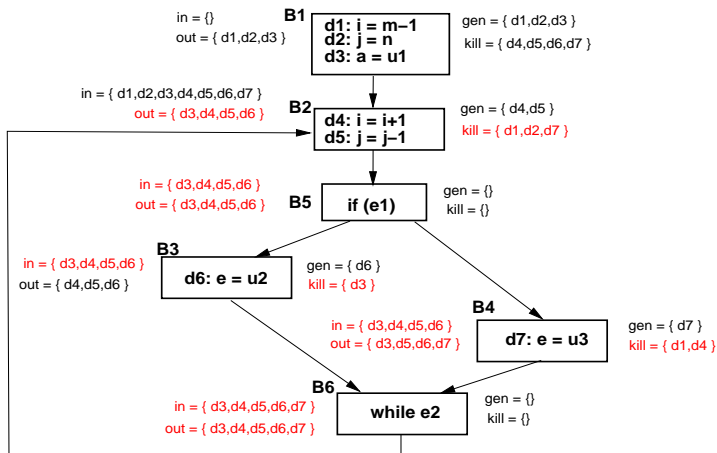 B1
in = {}
out = { d1,d2,d3}
d1: i = m−1
d2: j = n
d3: a = u1
gen = { d1,d2,d3}
kill = { d4,d5,d6,d7}
in = { d1,d2,d3,d4,d5,d6,d7}
out = { d3,d4,d5,d6}
B2
d4: i = i+1
d5: j = j−1
gen = { d4,d5}
kill = { d1,d2,d7}
in = { d3,d4,d5,d6}
out = { d3,d4,d5,d6}
B5
if (e1)
gen = {}
kill = {}
B3
in = { d3,d4,d5,d6}
out = { d4,d5,d6}
d6: e = u2
gen = { d6}
kill = { d3}
B4
in = { d3,d4,d5,d6}
out = { d3,d5,d6,d7}
d7: e = u3
gen = { d7}
kill = { d1,d4}
B6
in = { d3,d4,d5,d6,d7}
out = { d3,d4,d5,d6,d7}
while e2
gen = {}
kill = {}